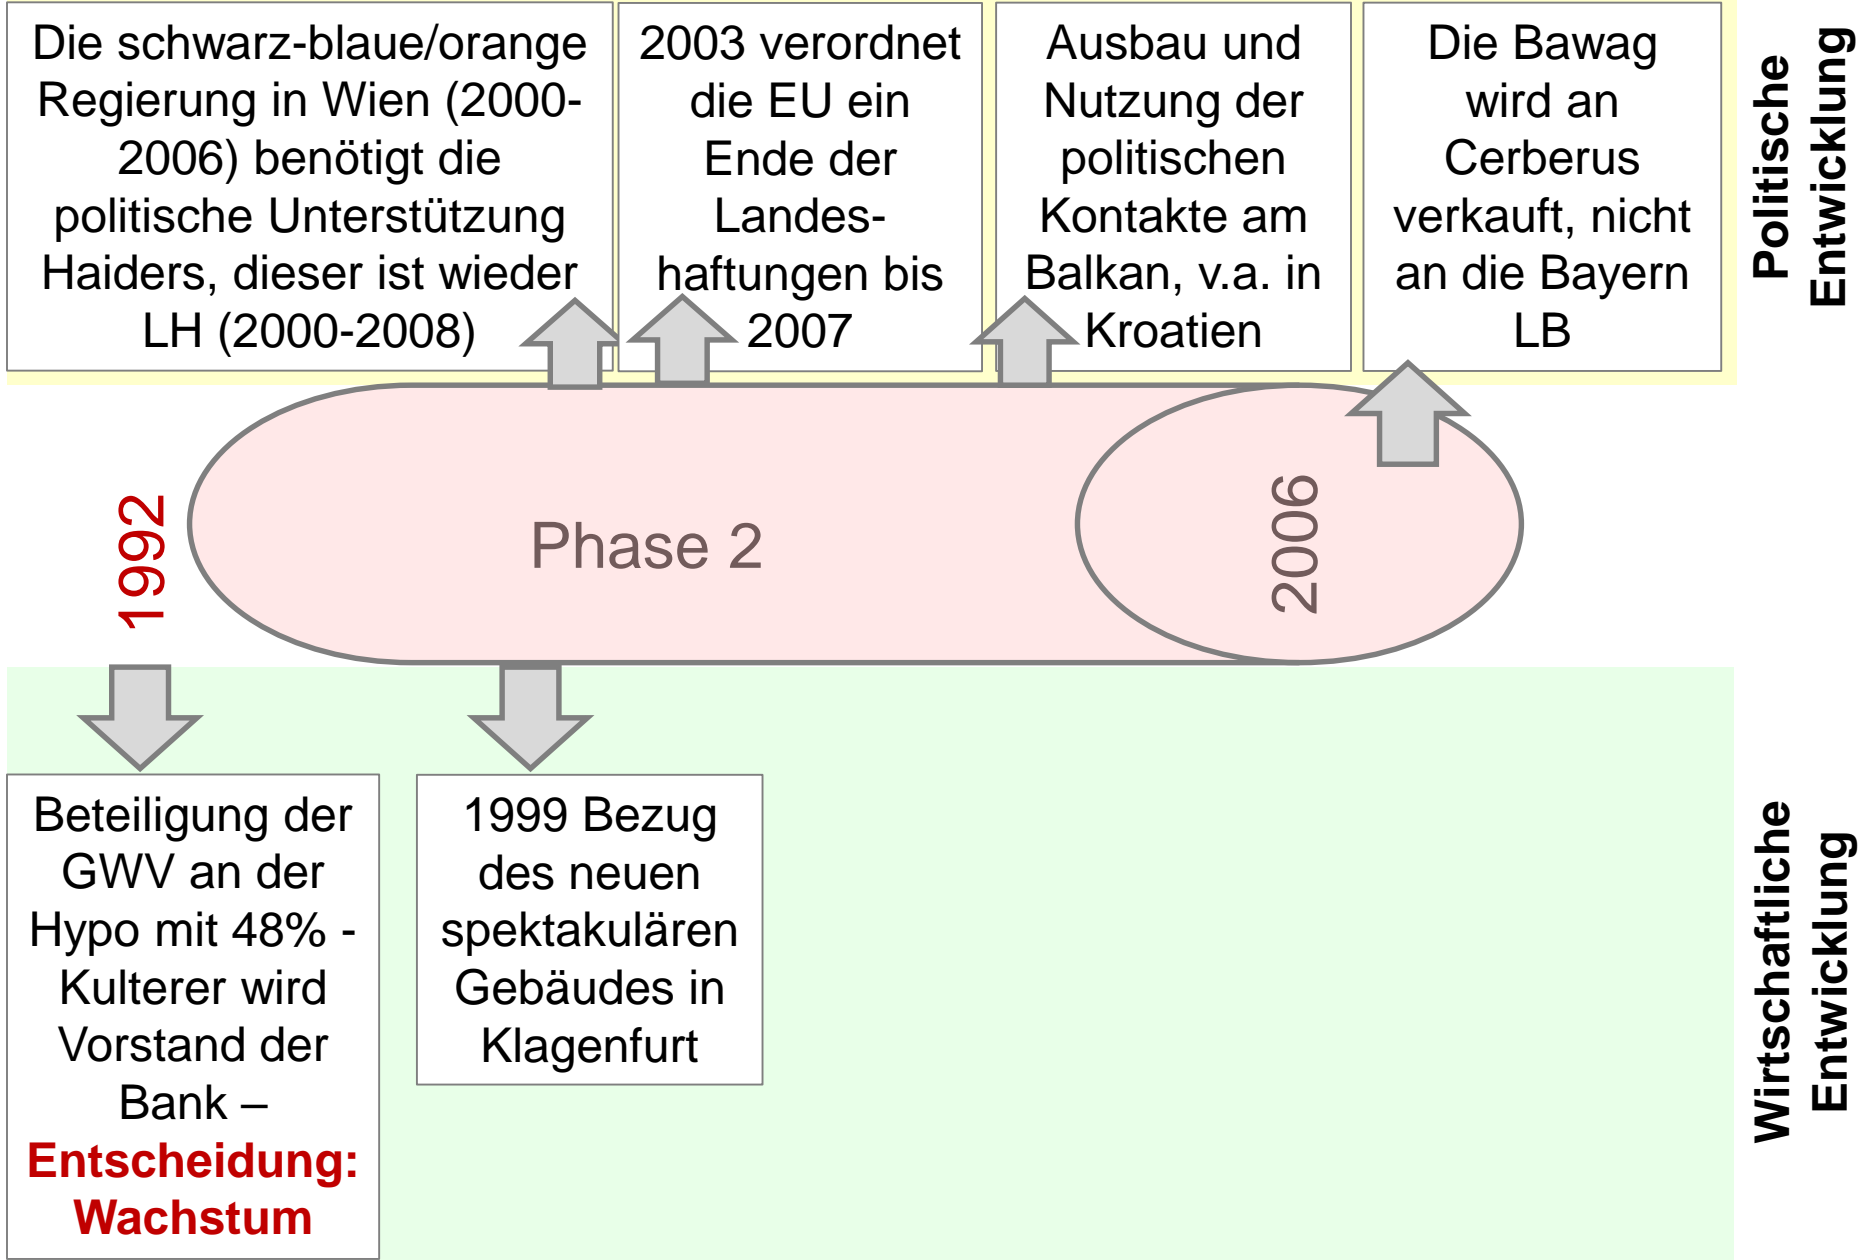 Die schwarz-blaue/orange
Regierung in Wien (2000-
2006) benötigt die
politische Unterstützung
Haiders, dieser ist wieder
LH (2000-2008)
2003 verordnet
die EU ein
Ende der
Landes-
haftungen bis
2007
Ausbau und
Nutzung der
politischen
Kontakte am
Balkan, v.a. in
Kroatien
Die Bawag
wird an
Cerberus
verkauft, nicht
an die Bayern
LB
Politische
Entwicklung
1992
Phase 2
2006
Beteiligung der
GWV an der
Hypo mit 48% -
Kulterer wird
Vorstand der
Bank –
Entscheidung:
Wachstum
1999 Bezug
des neuen
spektakulären
Gebäudes in
Klagenfurt
Wirtschaftliche
Entwicklung